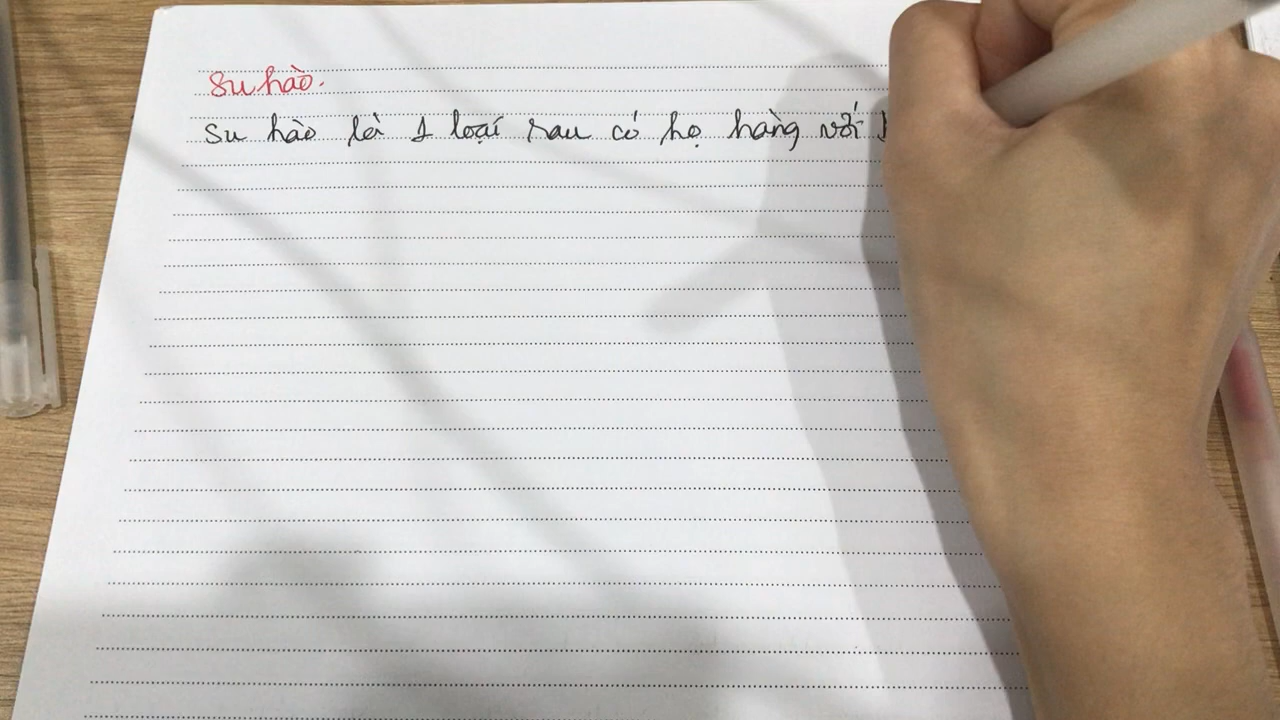 Su hào.
Su hào là 1 loại rau có họ hàng với